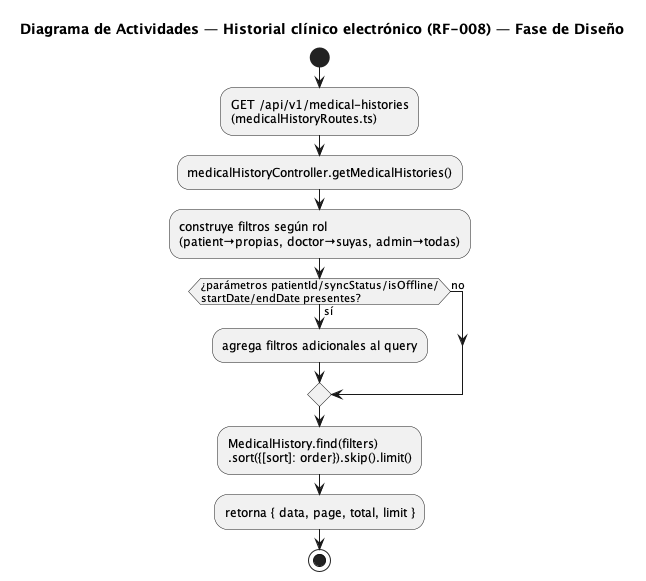 Diagrama de Actividades — Historial clínico electrónico (RF-008) — Fase de Diseño
GET /api/v1/medical-histories
(medicalHistoryRoutes.ts)
medicalHistoryController.getMedicalHistories()
construye filtros según rol
(patient→propias, doctor→suyas, admin→todas)
¿parámetros patientId/syncStatus/isOffline/
startDate/endDate presentes?
no
sí
agrega filtros adicionales al query
MedicalHistory.find(filters)
.sort({[sort]: order}).skip().limit()
retorna { data, page, total, limit }